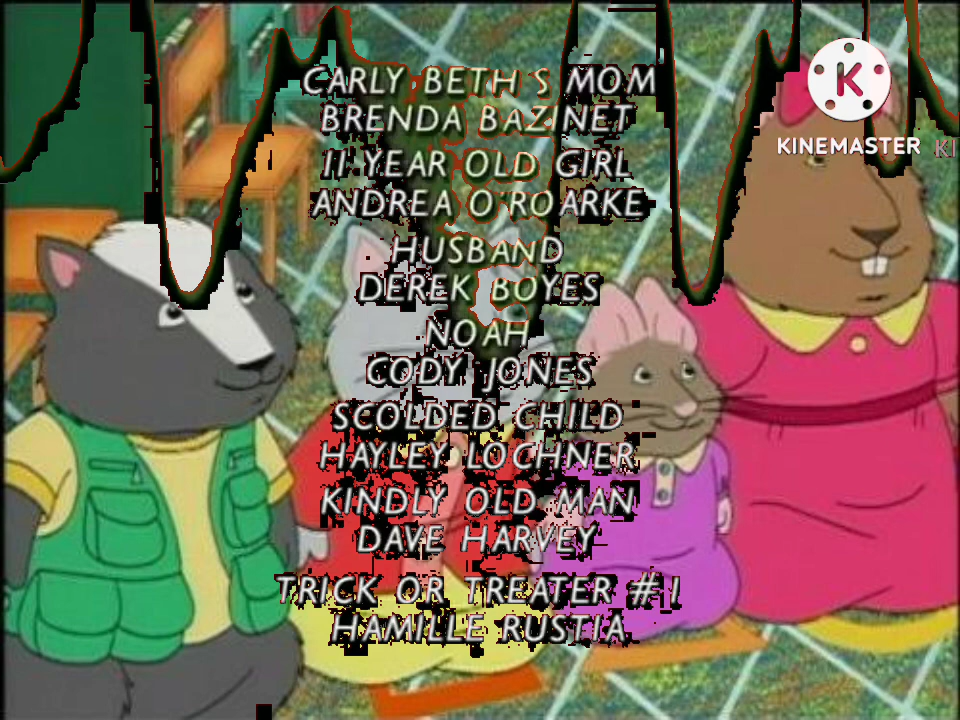 CARLY BETH'S MOM
BRENDA BAZINET
11 YEAR OLD GIRL
ANDREA O'ROARKE
HUSBAND
DEREK BOYES
NOAH
CODY JONES
SCOLDED CHILD
HAYLEY LOCHNER
KINDLY OLD MAN
DAVE HARVEY
TRICK OR TREATER #1
HAMILLE RUSTIA
K
KINEMASTER KI